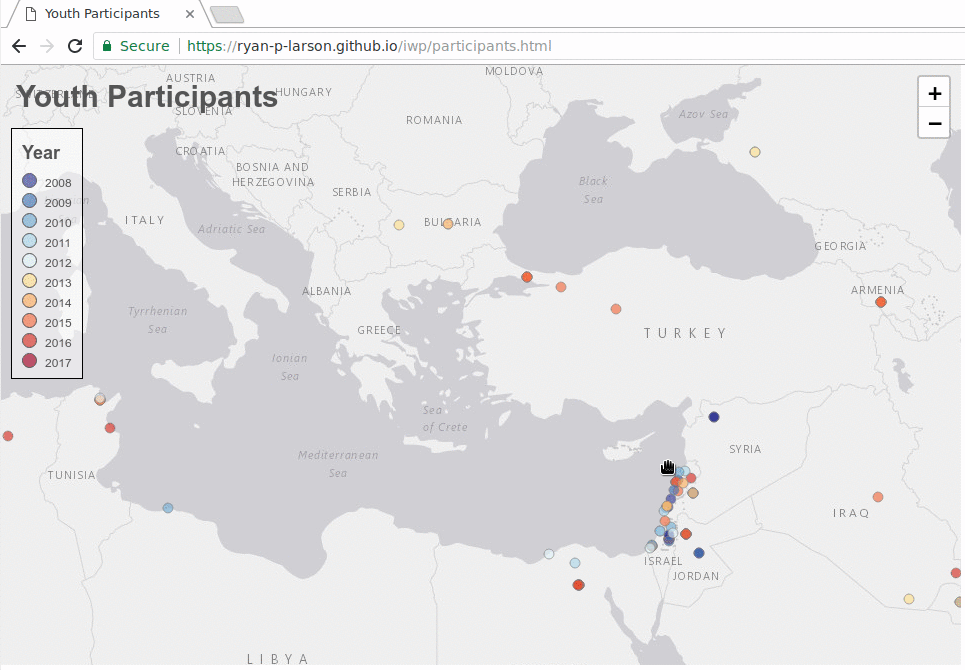 Youth Participants
Secure
https://ryan-p-larson.github.io/iwp/participants.html
MOLDOVA
AUSTRIA
HUNGARY
Youth Participants
SLOVENIA
ROMANIA
Azov Sea
+
−
Year
2008
2009
2010
2011
2012
2013
2014
2015
2016
2017
CROATIA
BOSNIA AND
HERZEGOVINA
SERBIA
Black
Sea
ITALY
Adriatic Sea
BULGARIA
GEORGIA
ALBANIA
ARMENIA
Tyrrhenian
Sea
GREECE
TURKEY
Ionian
Sea
Sea
of Crete
Mediterranean
Sea
SYRIA
TUNISIA
IRAQ
ISRAEL
JORDAN
LIBYA